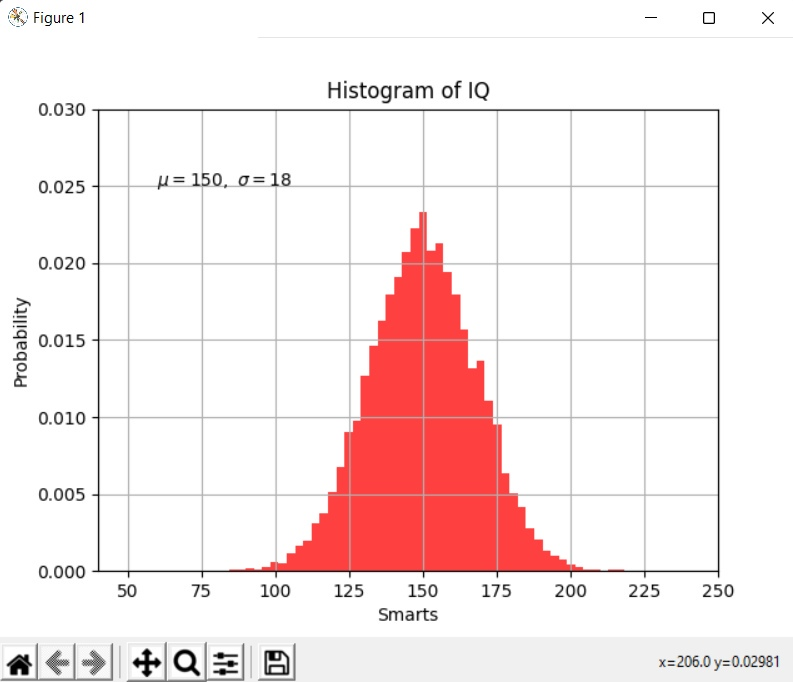 Figure 1
Histogram of IQ
0.030
0.025
0.020
0.015
0.010
0.005
0.000
μ = 150, σ = 18
Probability
50 75 100 125 150 175 200 225 250
Smarts
x=206.0 y=0.02981